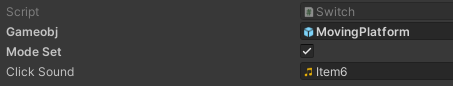 Script Switch
Gameobj MovingPlatform
Mode Set
Click Sound Item6